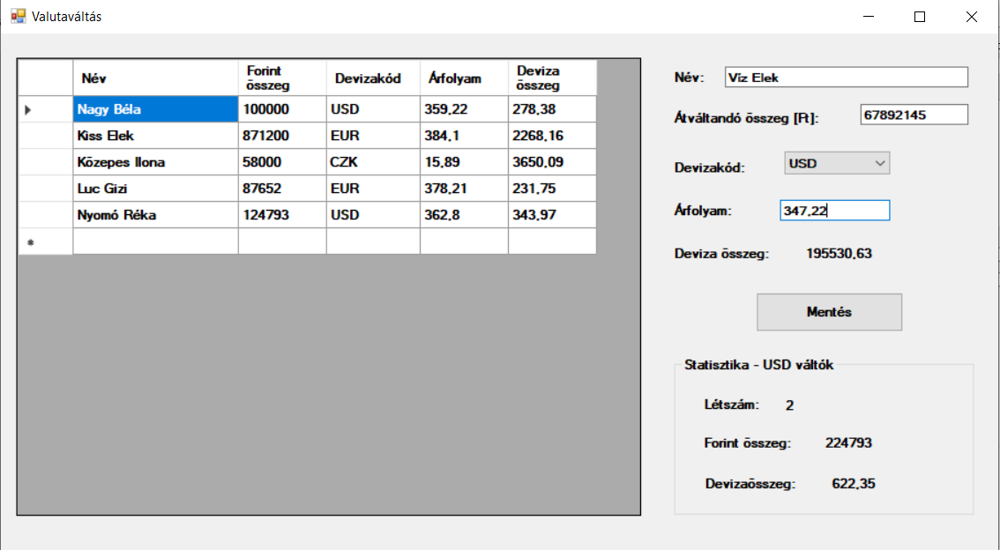 Valutaváltás
Név Forint összeg Devizakód Árfolyam Deviza összeg
Nagy Béla 100000 USD 359,22 278,38
Kiss Elek 871200 EUR 384,1 2268,16
Közepes Ilona 58000 CZK 15,89 3650,09
Luc Gizi 87652 EUR 378,21 231,75
Nyomó Réka 124793 USD 362,8 343,97
*
Név: Víz Elek
Átváltandó összeg [Ft]: 67892145
Devizakód: USD
Árfolyam: 347,22
Deviza összeg: 195530,63
Mentés
Statisztika - USD váltók
Létszám: 2
Forint összeg: 224793
Devizaösszeg: 622,35